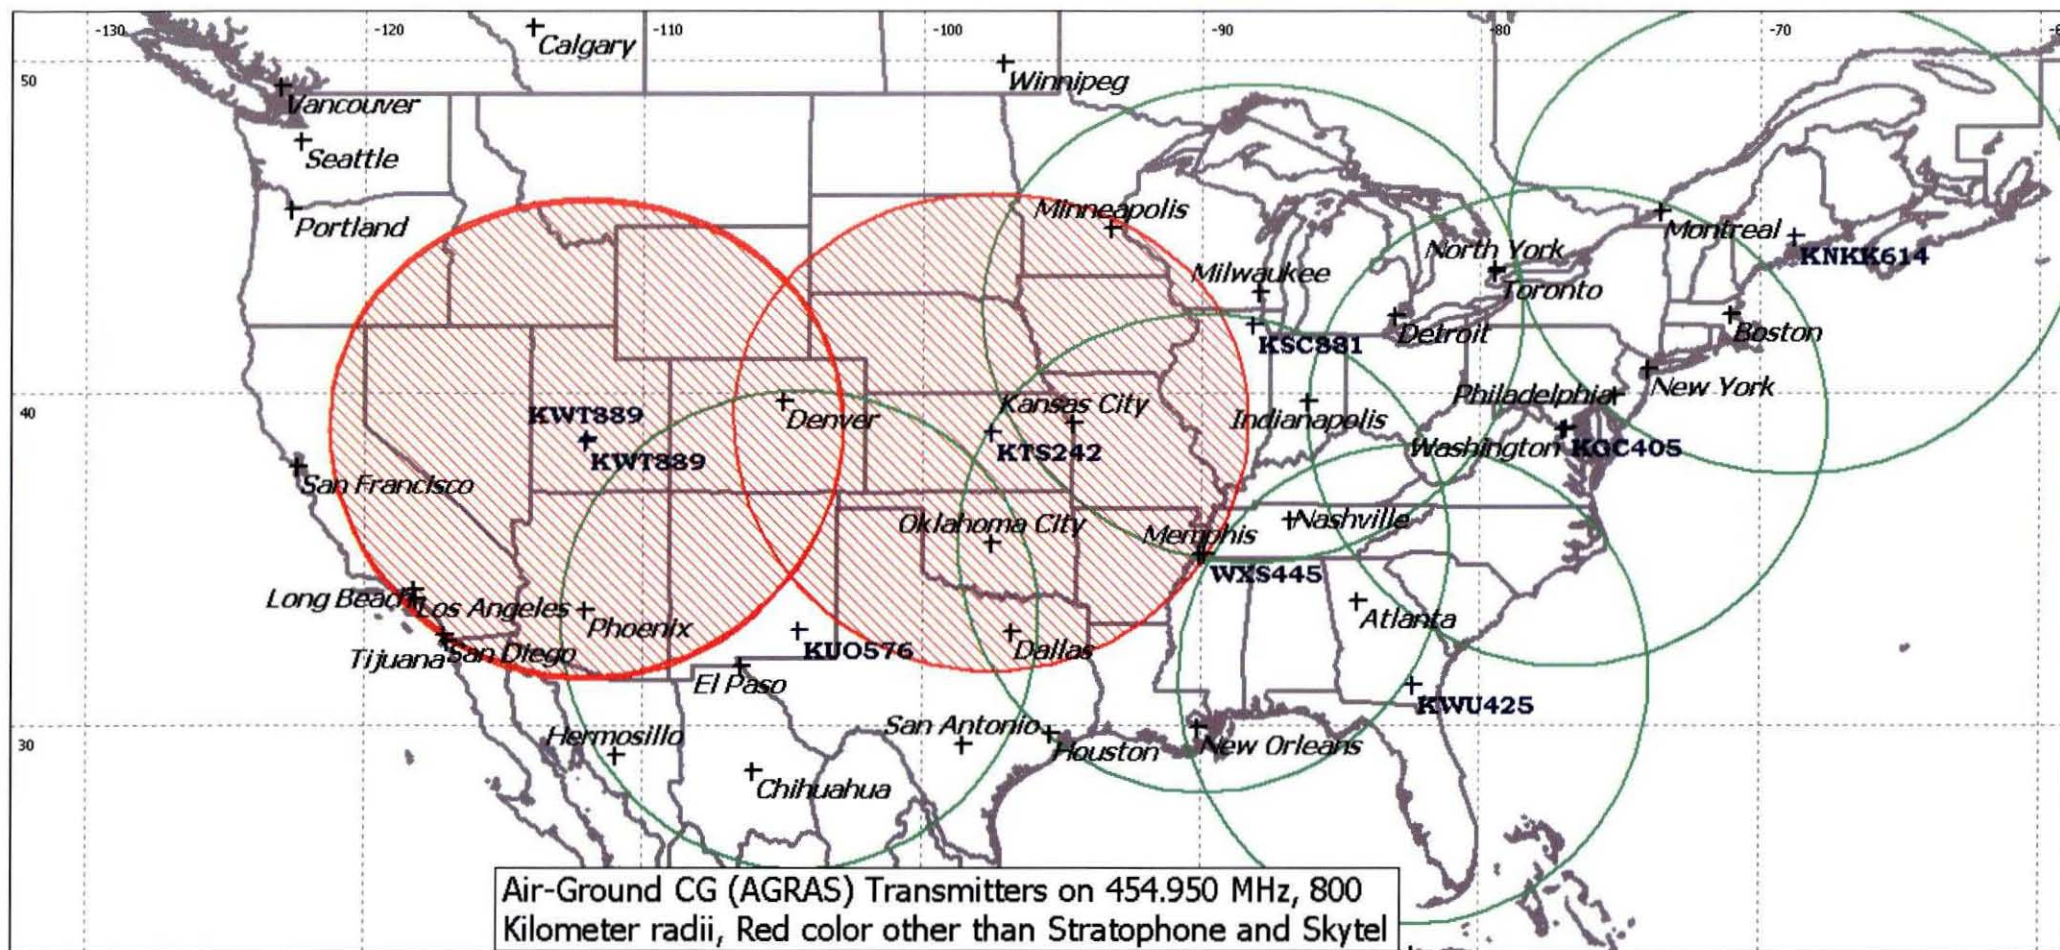 -130
-120
-110
-100
-90
-80
-70
Calgary
50
Winnipeg
Vancouver
Seattle
Portland
Minneapolis
Montreal
KNKK614
North York
Milwaukee
Toronto
Detroit
Boston
KSC881
New York
Philadelphia
40
Denver
Kansas City
Indianapolis
KWT889
KWT889
KTS242
Washington
KGC405
San Francisco
Oklahoma City
Memphis
Nashville
WXS445
Long Beach
Los Angeles
Phoenix
Atlanta
Tijuana
San Diego
KUO576
Dallas
El Paso
KWU425
30
Hermosillo
San Antonio
Houston
New Orleans
Chihuahua
Air-Ground CG (AGRAS) Transmitters on 454.950 MHz, 800
Kilometer radii, Red color other than Stratophone and Skytel